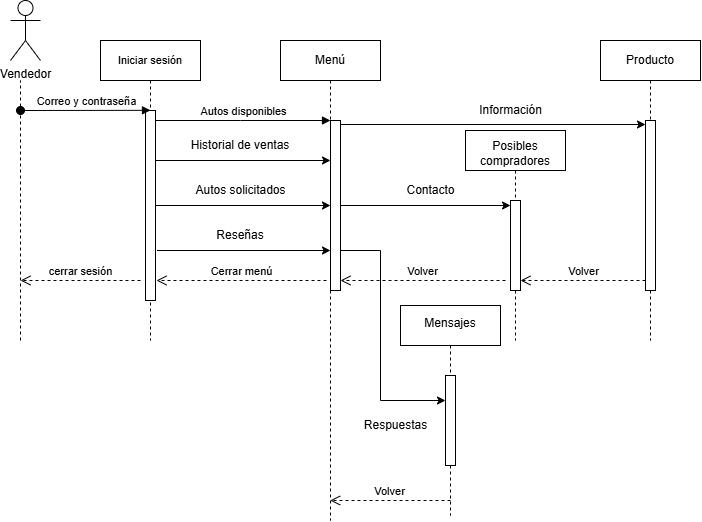 Vendedor
Iniciar sesión
Menú
Producto
Correo y contraseña
Autos disponibles
Información
Historial de ventas
Posibles
compradores
Autos solicitados
Contacto
Reseñas
cerrar sesión
Cerrar menú
Volver
Volver
Mensajes
Respuestas
Volver